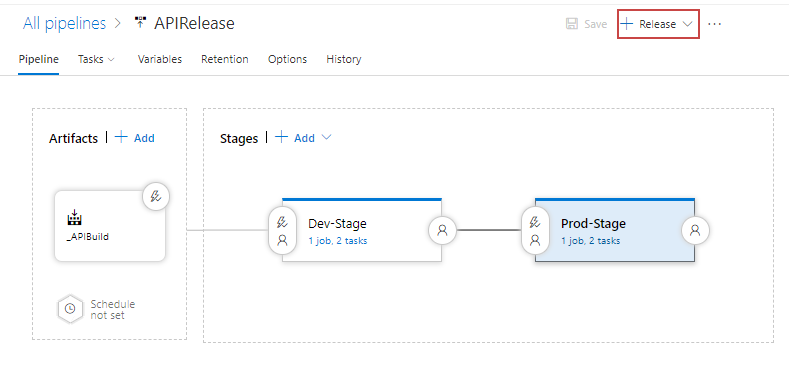 All pipelines > APIRelease
Save + Release ...
Pipeline Tasks Variables Retention Options History
Artifacts | + Add
Stages | + Add
_APIBuild
Schedule
not set
Dev-Stage
1 job, 2 tasks
Prod-Stage
1 job, 2 tasks